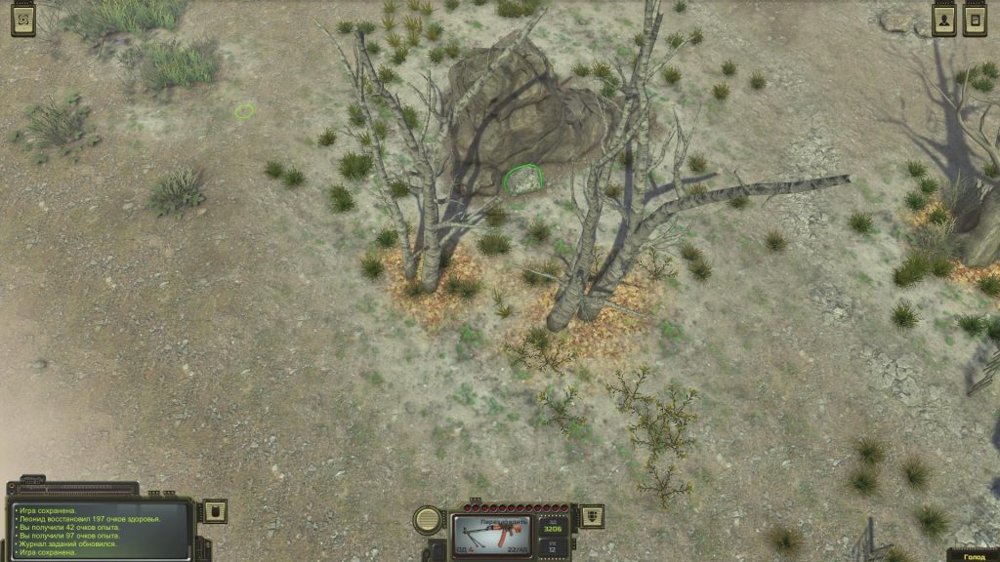 • Игра сохранена.
• Леонид восстановил 197 очков здоровья.
• Вы получили 42 очков опыта.
• Вы получили 97 очков опыта.
• Журнал заданий обновился.
• Игра сохранена.
Перезарядить
ОД 4
22/45
ЗД
3206
УК
12
Голод